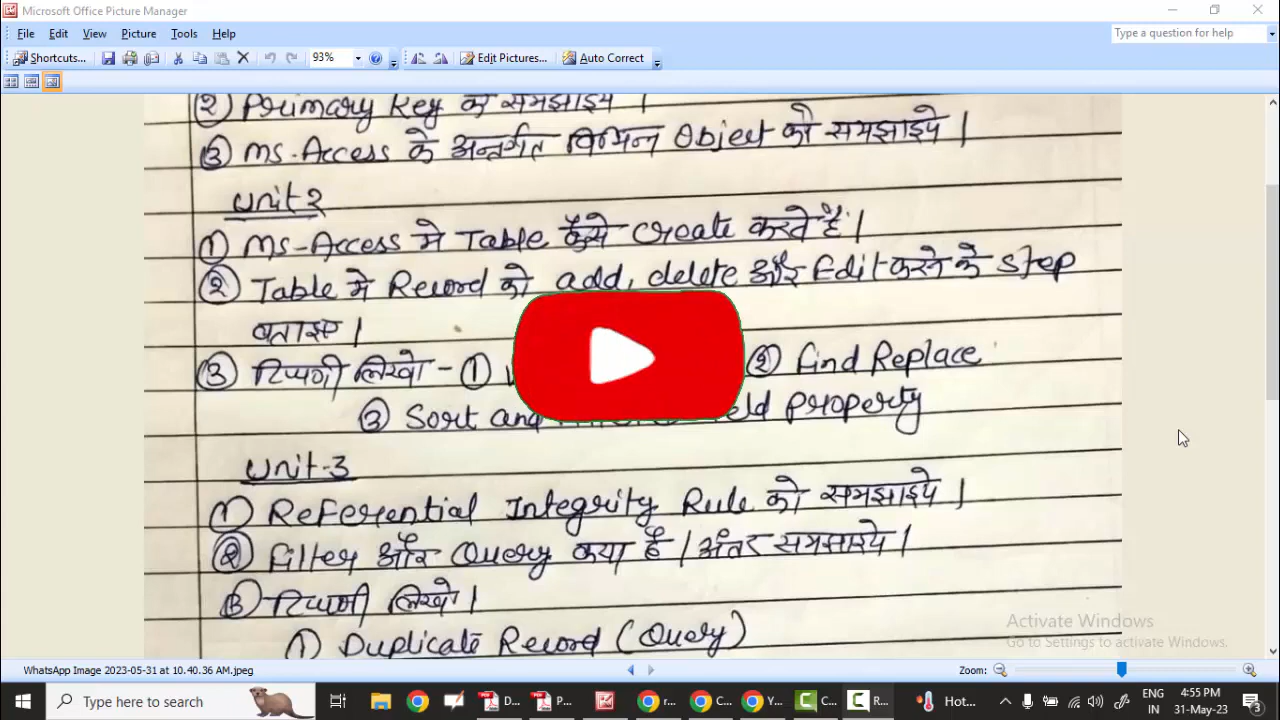 Microsoft Office Picture Manager
File Edit View Picture Tools Help
Type a question for help
Shortcuts... 93% Edit Pictures... Auto Correct
② Primary Key को समझाइये।
③ MS-Access के अन्तर्गत विभिन्न Object को समझाइये।
Unit 2
① MS-Access मे Table कैसे Create करते है।
② Table मे Record को add, delete और Edit करने के Step
बताइए।
③ टिप्पणी लिखो - ① ② Find Replace
③ Sort and eld Property
Unit-3
① Referential Integrity Rule को समझाइये।
② Filter और Query क्या है। अंतर समझाइये।
③ टिप्पणी लिखो।
① Duplicate Record (Query)
Activate Windows
Go to Settings to activate Windows.
WhatsApp Image 2023-05-31 at 10.40.36 AM.jpeg
Zoom:
Type here to search
D... P... r... C... Y... C... R... Hot...
ENG 4:55 PM
IN 31-May-23 3